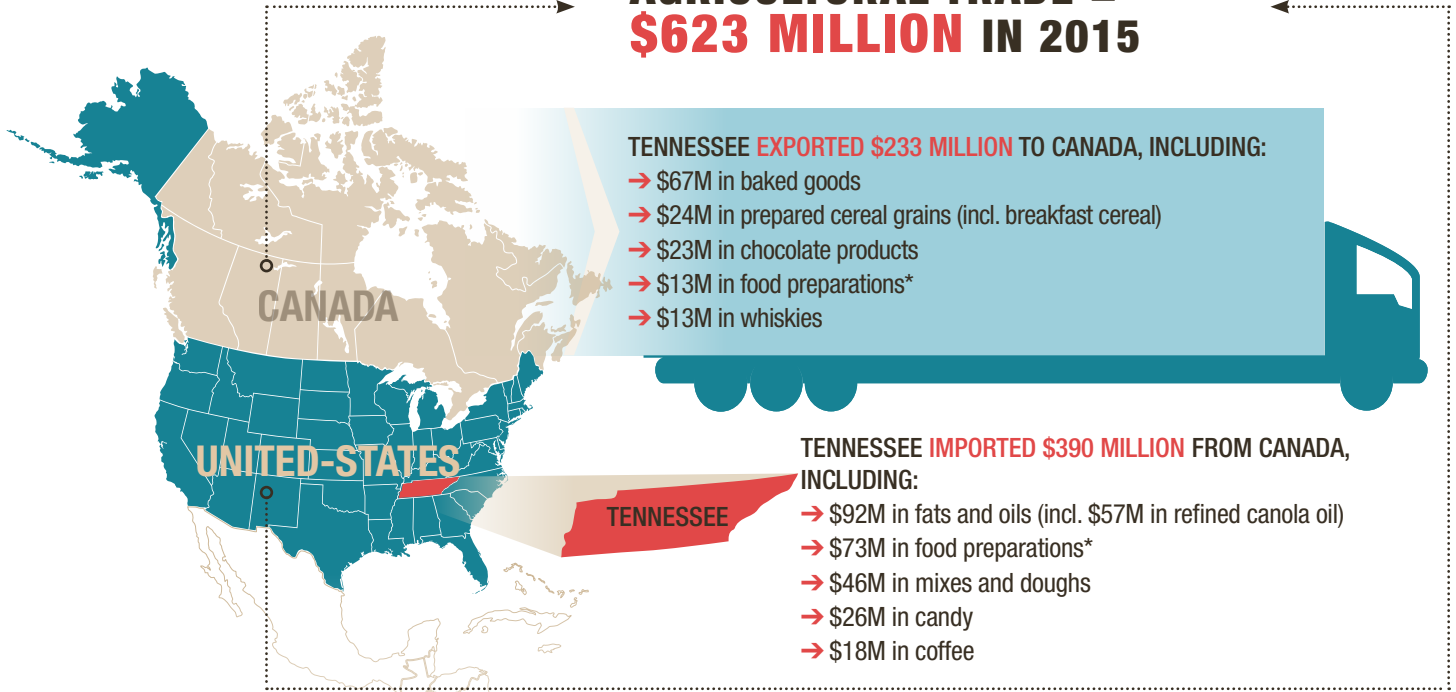 AGRICULTURAL TRADE =
$623 MILLION IN 2015
TENNESSEE EXPORTED $233 MILLION TO CANADA, INCLUDING:
➔ $67M in baked goods
➔ $24M in prepared cereal grains (incl. breakfast cereal)
➔ $23M in chocolate products
➔ $13M in food preparations*
➔ $13M in whiskies
CANADA
UNITED-STATES
TENNESSEE
TENNESSEE IMPORTED $390 MILLION FROM CANADA,
INCLUDING:
➔ $92M in fats and oils (incl. $57M in refined canola oil)
➔ $73M in food preparations*
➔ $46M in mixes and doughs
➔ $26M in candy
➔ $18M in coffee